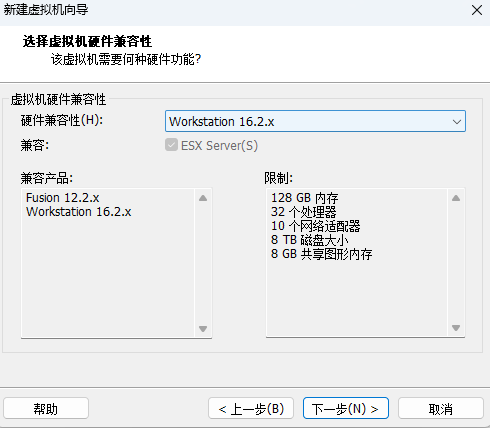 新建虚拟机向导
选择虚拟机硬件兼容性
该虚拟机需要何种硬件功能?
虚拟机硬件兼容性
硬件兼容性(H): Workstation 16.2.x
兼容: ESX Server(S)
兼容产品:
Fusion 12.2.x
Workstation 16.2.x
限制:
128 GB 内存
32 个处理器
10 个网络适配器
8 TB 磁盘大小
8 GB 共享图形内存
帮助 < 上一步(B) 下一步(N) > 取消